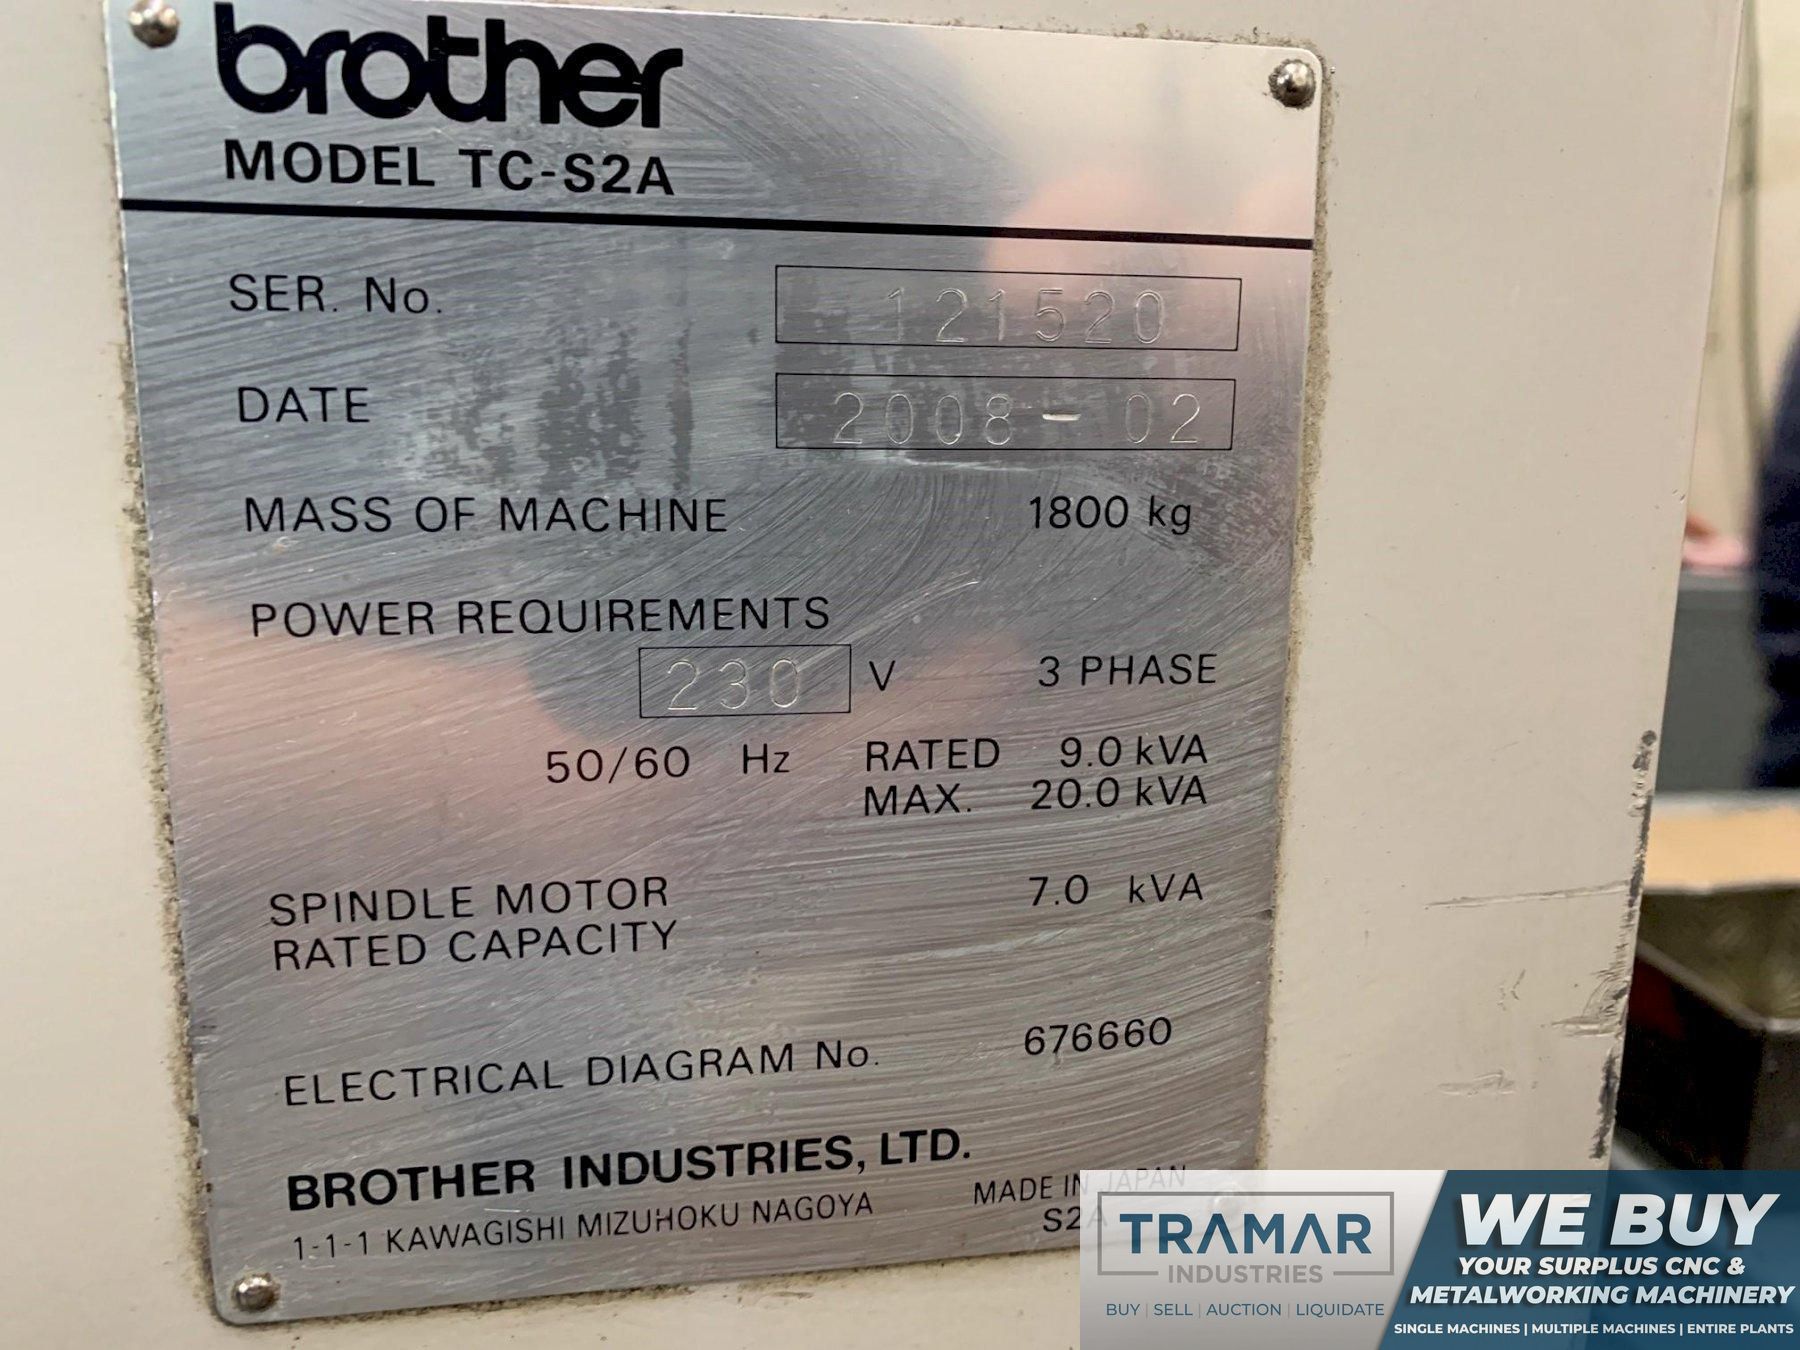 brother
MODEL TC-S2A
SER. No. 121520
DATE 2008-02
MASS OF MACHINE 1800 kg
POWER REQUIREMENTS
230 V 3 PHASE
50/60 Hz RATED 9.0 kVA
MAX. 20.0 kVA
SPINDLE MOTOR 7.0 kVA
RATED CAPACITY
ELECTRICAL DIAGRAM No. 676660
BROTHER INDUSTRIES, LTD.
1-1-1 KAWAGISHI MIZUHOKU NAGOYA
MADE IN JAPAN
S2A
TRAMAR
INDUSTRIES
BUY | SELL | AUCTION | LIQUIDATE
WE BUY
YOUR SURPLUS CNC &
METALWORKING MACHINERY
SINGLE MACHINES | MULTIPLE MACHINES | ENTIRE PLANTS